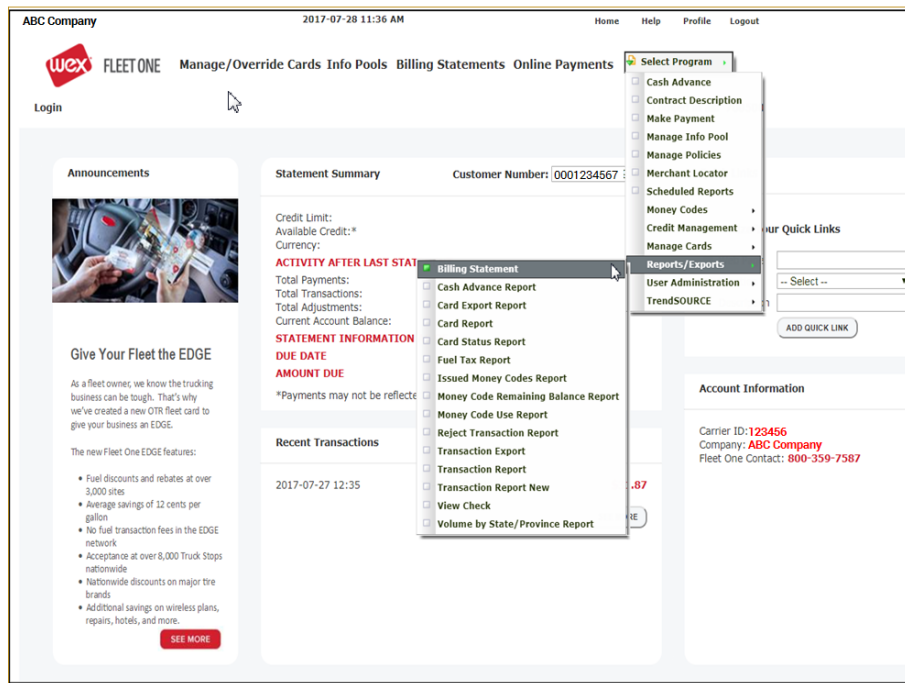 ABC Company
2017-07-28 11:36 AM
Home Help Profile Logout
wex FLEET ONE
Manage/Override Cards Info Pools Billing Statements Online Payments
Select Program
Login
Cash Advance
Contract Description
Make Payment
Manage Info Pool
Manage Policies
Merchant Locator
Scheduled Reports
Money Codes
Credit Management
Manage Cards
Reports/Exports
User Administration
TrendSOURCE
Billing Statement
Cash Advance Report
Card Export Report
Card Report
Card Status Report
Fuel Tax Report
Issued Money Codes Report
Money Code Remaining Balance Report
Money Code Use Report
Reject Transaction Report
Transaction Export
Transaction Report
Transaction Report New
View Check
Volume by State/Province Report
Announcements
Give Your Fleet the EDGE
As a fleet owner, we know the trucking
business can be tough. That's why
we've created a new OTR fleet card to
give your business an EDGE.
The new Fleet One EDGE features:
• Fuel discounts and rebates at over
3,000 sites
• Average savings of 12 cents per
gallon
• No fuel transaction fees in the EDGE
network
• Acceptance at over 8,000 Truck Stops
nationwide
• Nationwide discounts on major tire
brands
• Additional savings on wireless plans,
repairs, hotels, and more.
SEE MORE
Statement Summary
Customer Number: 0001234567
Credit Limit:
Available Credit:*
Currency:
ACTIVITY AFTER LAST STAT
Total Payments:
Total Transactions:
Total Adjustments:
Current Account Balance:
STATEMENT INFORMATION
DUE DATE
AMOUNT DUE
*Payments may not be reflecte
Recent Transactions
2017-07-27 12:35
.87
RE
our Quick Links
-- Select --
ADD QUICK LINK
Account Information
Carrier ID:123456
Company: ABC Company
Fleet One Contact: 800-359-7587